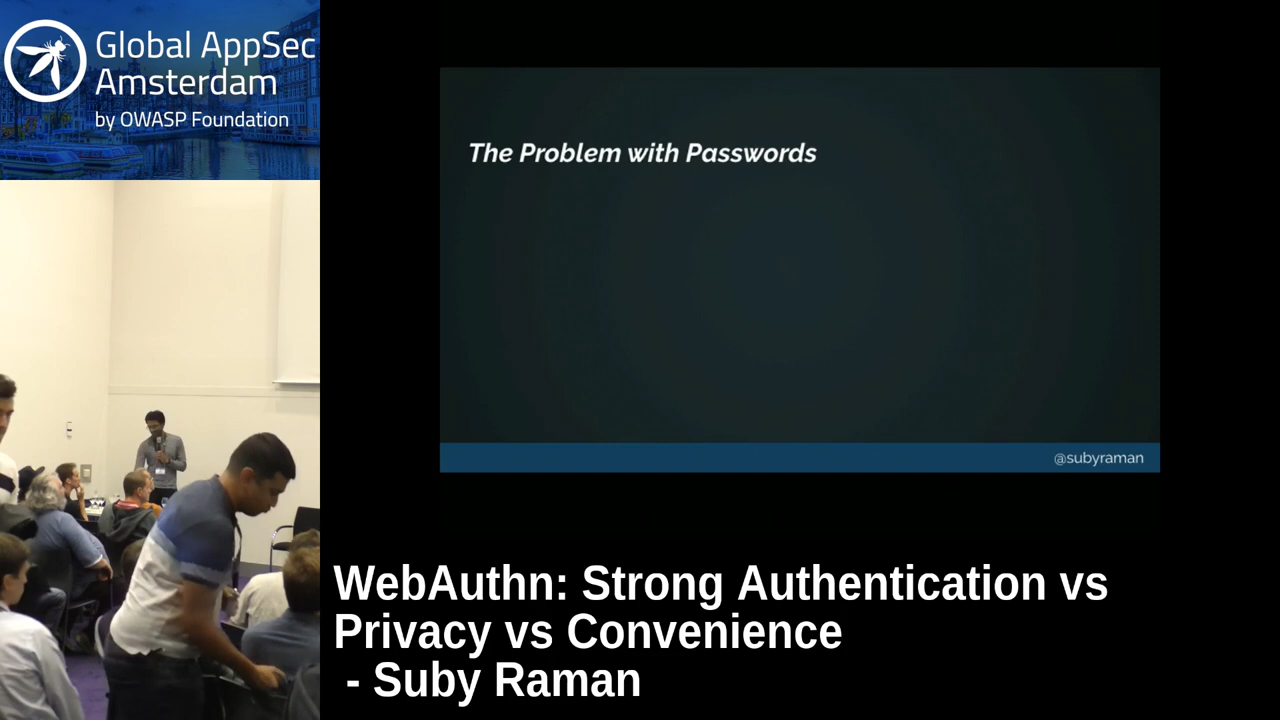 Global AppSec
Amsterdam
by OWASP Foundation
The Problem with Passwords
@subyraman
WebAuthn: Strong Authentication vs
Privacy vs Convenience
- Suby Raman